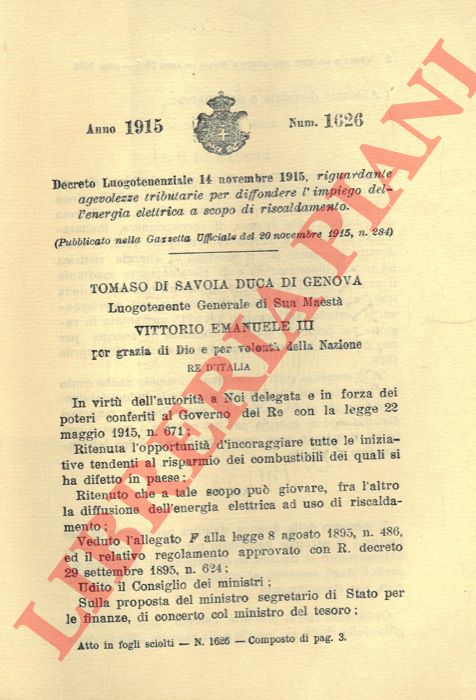 Anno 1915
Num. 1626
Decreto Luogotenenziale 14 novembre 1915, riguardante
agevolezze tributarie per diffondere l'impiego del-
l'energia elettrica a scopo di riscaldamento.
(Pubblicato nella Gazzetta Ufficiale del 20 novembre 1915, n. 284)
TOMASO DI SAVOIA DUCA DI GENOVA
Luogotenente Generale di Sua Maestà
VITTORIO EMANUELE III
per grazia di Dio e per volontà della Nazione
RE D'ITALIA
In virtù dell'autorità a Noi delegata e in forza dei
poteri conferiti al Governo del Re con la legge 22
maggio 1915, n. 671;
Ritenuta l'opportunità d'incoraggiare tutte le inizia-
tive tendenti al risparmio dei combustibili dei quali si
ha difetto in paese;
Ritenuto che a tale scopo può giovare, fra l'altro
la diffusione dell'energia elettrica ad uso di riscalda-
mento;
Veduto l'allegato F alla legge 8 agosto 1895, n. 486,
ed il relativo regolamento approvato con R. decreto
29 settembre 1895, n. 624;
Udito il Consiglio dei ministri;
Sulla proposta del ministro segretario di Stato per
le finanze, di concerto col ministro del tesoro;
Atto in fogli sciolti — N. 1626 — Composto di pag. 3.
LIBRERIA PIANI